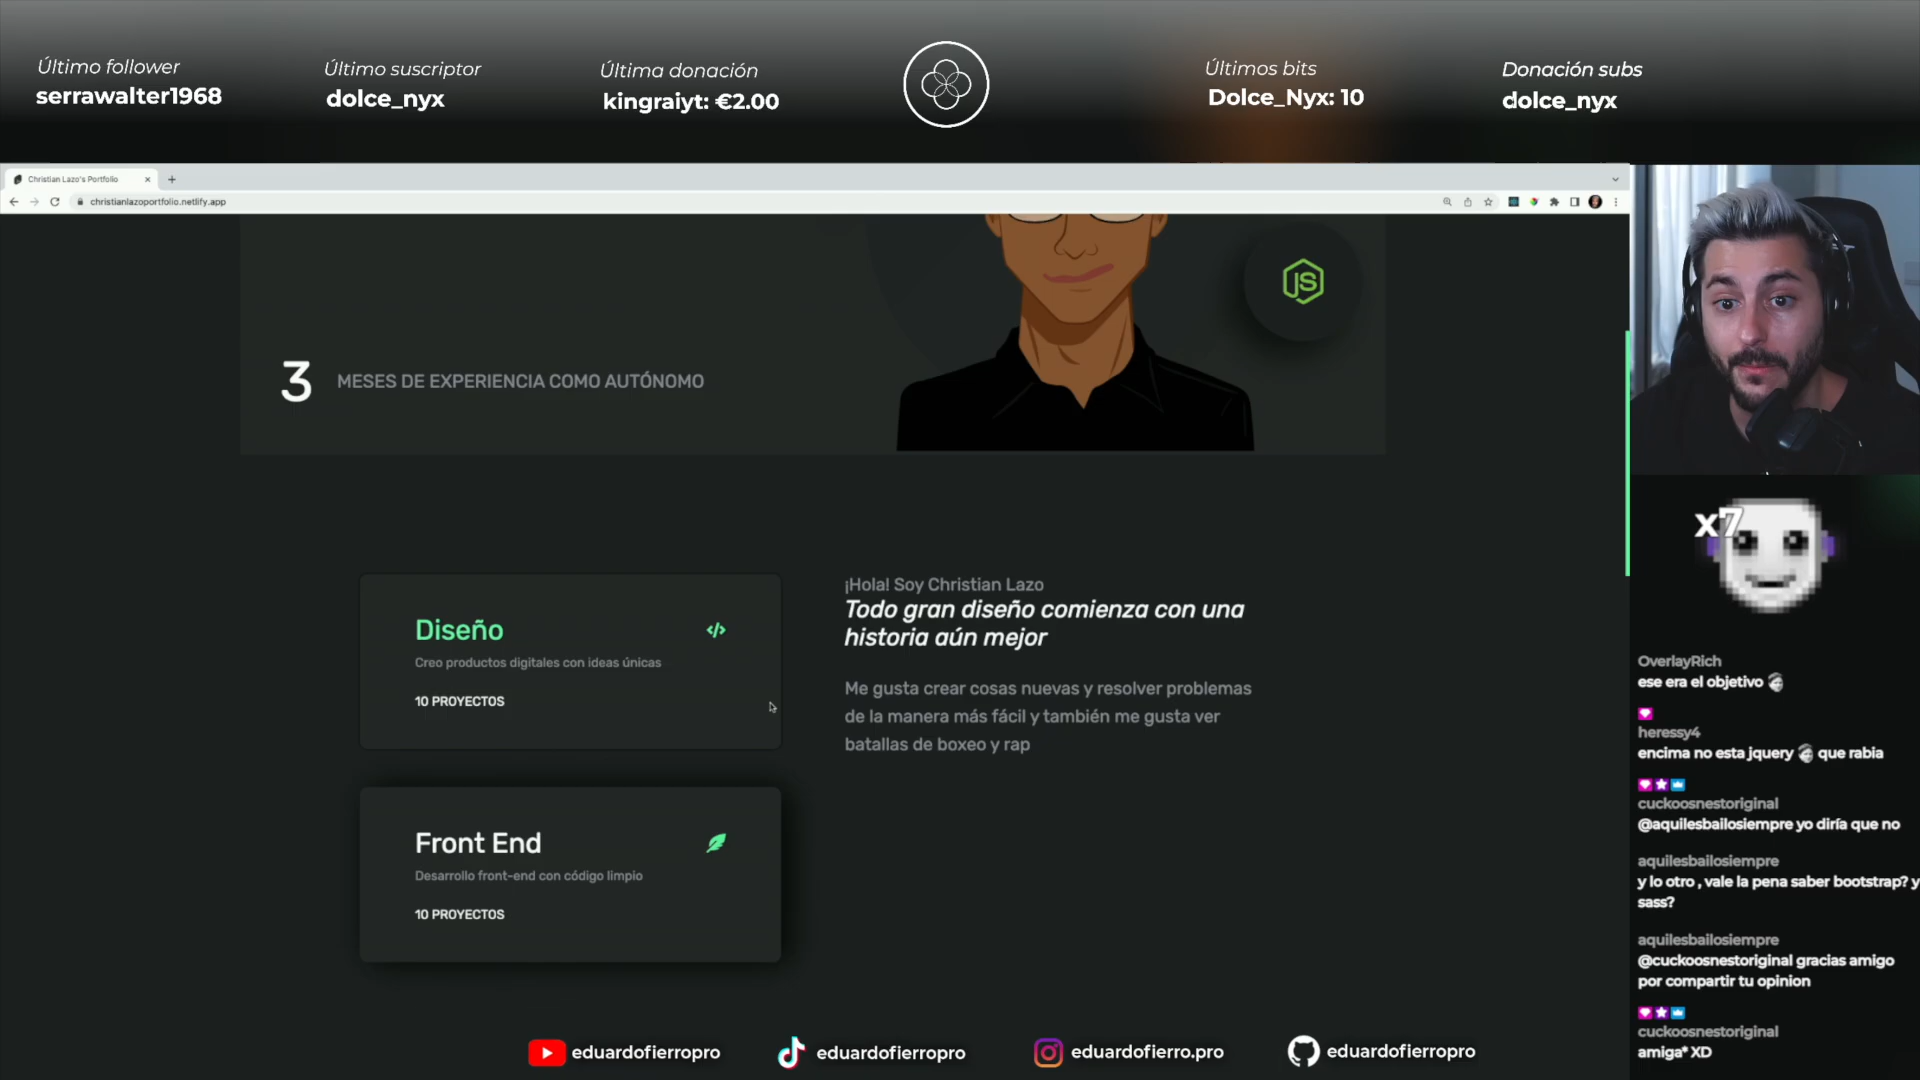 Último follower
serrawalter1968
Último suscriptor
dolce_nyx
Última donación
kingraiyt: €2.00
Últimos bits
Dolce_Nyx: 10
Donación subs
dolce_nyx
Christian Lazo's Portfolio
christianlazoportfolio.netlify.app
JS
3 MESES DE EXPERIENCIA COMO AUTÓNOMO
Diseño </>
Creo productos digitales con ideas únicas
10 PROYECTOS
Front End
Desarrollo front-end con código limpio
10 PROYECTOS
¡Hola! Soy Christian Lazo
Todo gran diseño comienza con una
historia aún mejor
Me gusta crear cosas nuevas y resolver problemas
de la manera más fácil y también me gusta ver
batallas de boxeo y rap
x7
OverlayRich
ese era el objetivo
heressy4
encima no esta jquery que rabia
cuckoosnestoriginal
@aquilesbailosiempre yo diría que no
aquilesbailosiempre
y lo otro , vale la pena saber bootstrap? y
sass?
aquilesbailosiempre
@cuckoosnestoriginal gracias amigo
por compartir tu opinion
cuckoosnestoriginal
amiga* XD
eduardofierropro
eduardofierropro
eduardofierro.pro
eduardofierropro